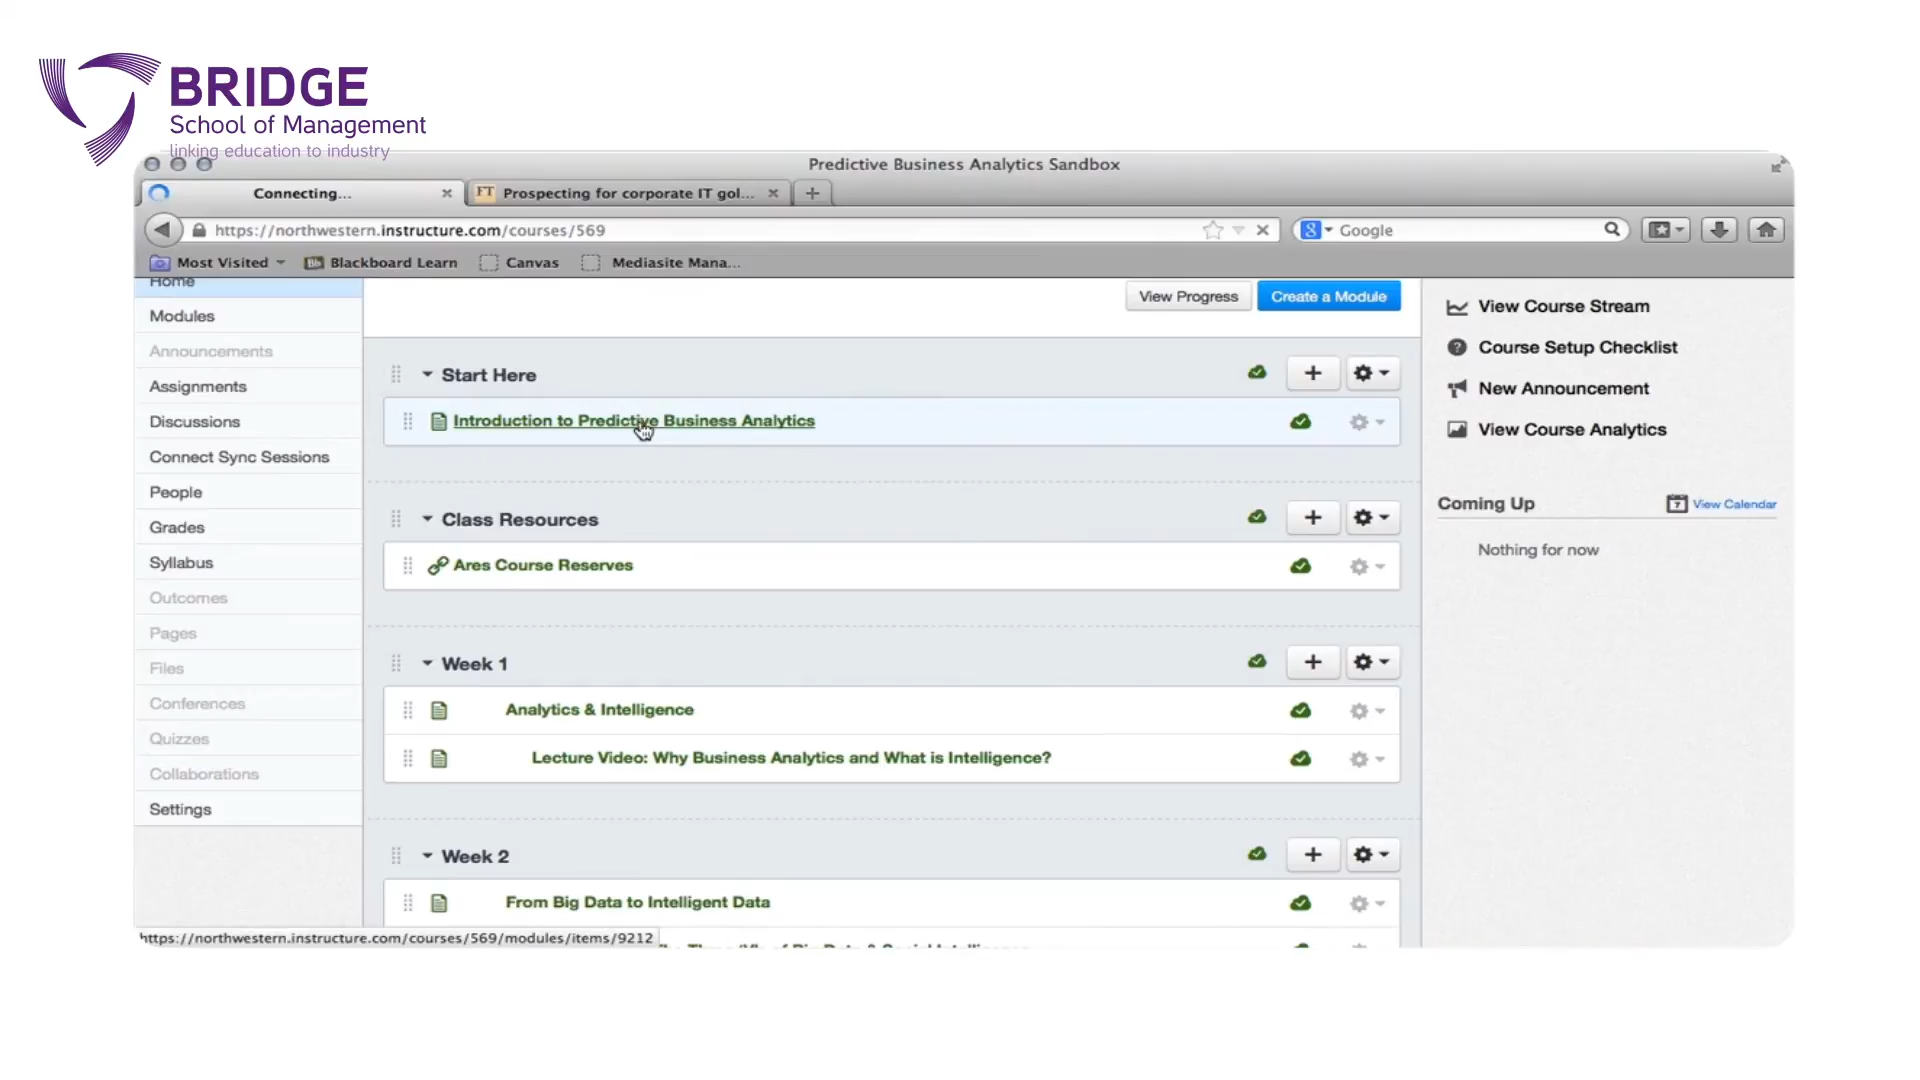 BRIDGE
School of Management
linking education to industry
Predictive Business Analytics Sandbox
Connecting...
FT Prospecting for corporate IT gol...
https://northwestern.instructure.com/courses/569
Google
Most Visited
Bb Blackboard Learn
Canvas
Mediasite Mana...
Home
Modules
Announcements
Assignments
Discussions
Connect Sync Sessions
People
Grades
Syllabus
Outcomes
Pages
Files
Conferences
Quizzes
Collaborations
Settings
View Progress
Create a Module
Start Here
Introduction to Predictive Business Analytics
Class Resources
Ares Course Reserves
Week 1
Analytics & Intelligence
Lecture Video: Why Business Analytics and What is Intelligence?
Week 2
From Big Data to Intelligent Data
View Course Stream
Course Setup Checklist
New Announcement
View Course Analytics
Coming Up
View Calendar
Nothing for now
https://northwestern.instructure.com/courses/569/modules/items/9212